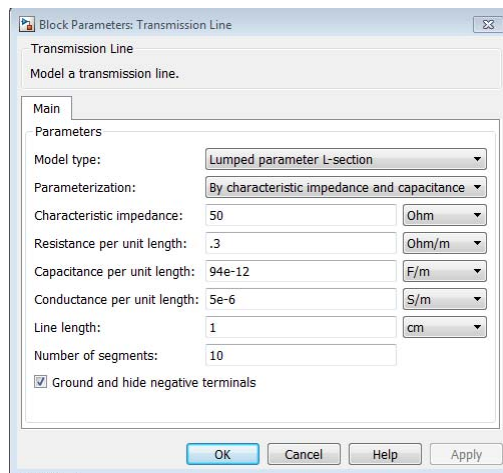 Block Parameters: Transmission Line
Transmission Line
Model a transmission line.
Main
Parameters
Model type: Lumped parameter L-section
Parameterization: By characteristic impedance and capacitance
Characteristic impedance: 50 Ohm
Resistance per unit length: .3 Ohm/m
Capacitance per unit length: 94e-12 F/m
Conductance per unit length: 5e-6 S/m
Line length: 1 cm
Number of segments: 10
Ground and hide negative terminals
OK Cancel Help Apply